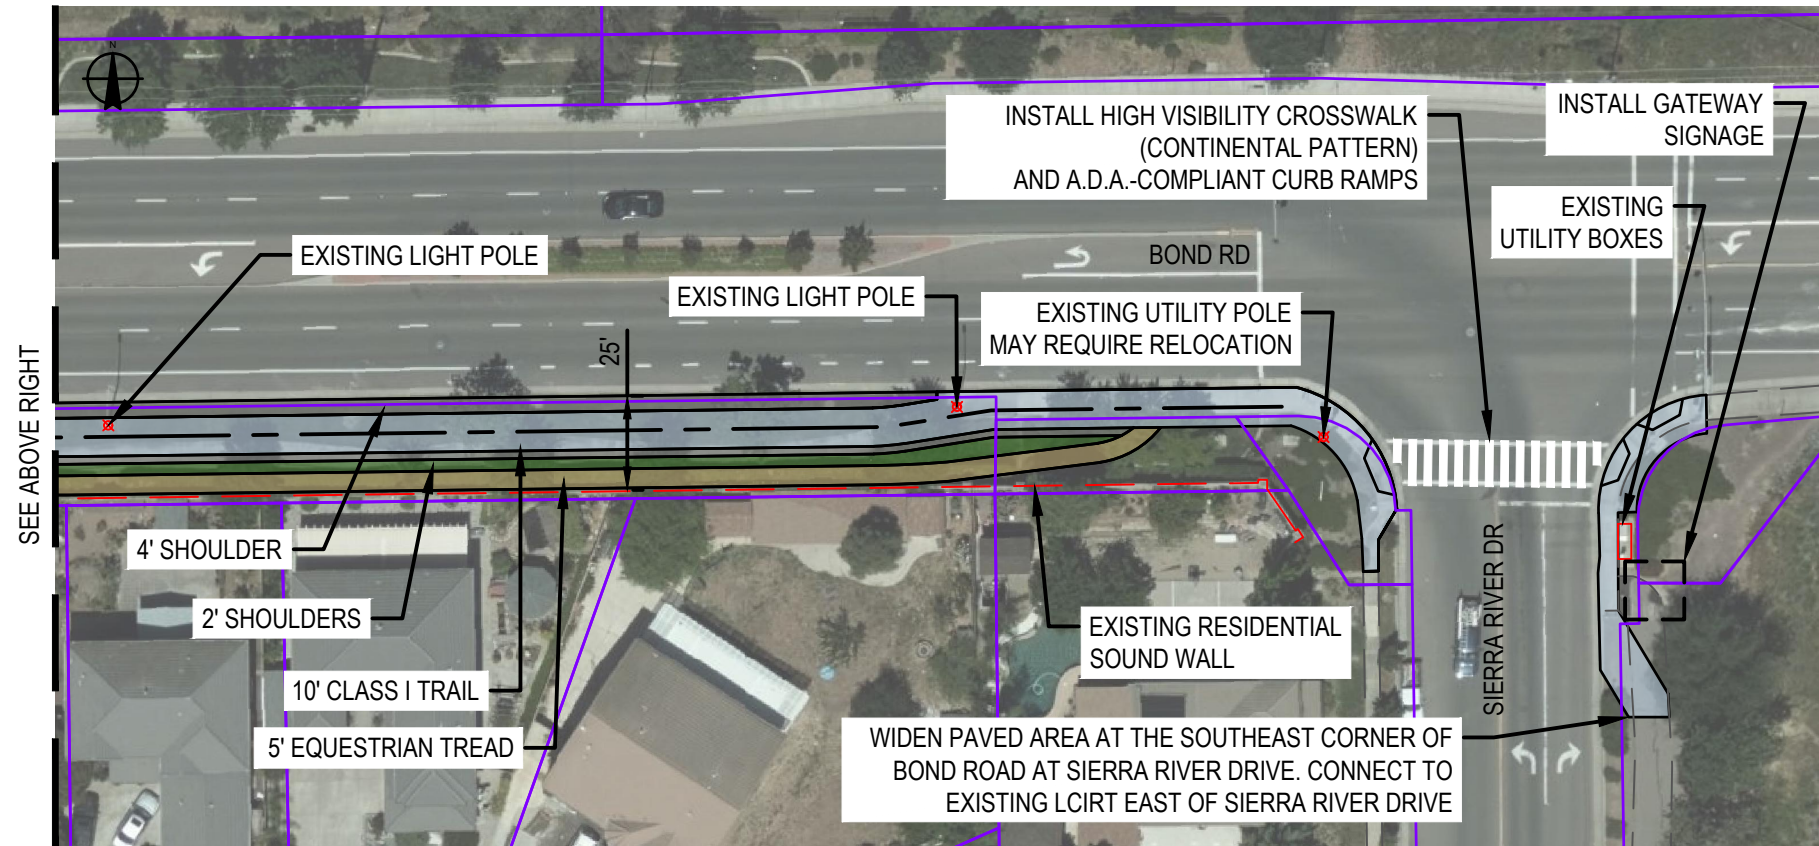 N
INSTALL HIGH VISIBILITY CROSSWALK
(CONTINENTAL PATTERN)
AND A.D.A.-COMPLIANT CURB RAMPS
INSTALL GATEWAY
SIGNAGE
EXISTING
UTILITY BOXES
EXISTING LIGHT POLE
BOND RD
EXISTING LIGHT POLE
EXISTING UTILITY POLE
MAY REQUIRE RELOCATION
25'
SEE ABOVE RIGHT
4' SHOULDER
2' SHOULDERS
10' CLASS I TRAIL
5' EQUESTRIAN TREAD
EXISTING RESIDENTIAL
SOUND WALL
SIERRA RIVER DR
WIDEN PAVED AREA AT THE SOUTHEAST CORNER OF
BOND ROAD AT SIERRA RIVER DRIVE. CONNECT TO
EXISTING LCIRT EAST OF SIERRA RIVER DRIVE